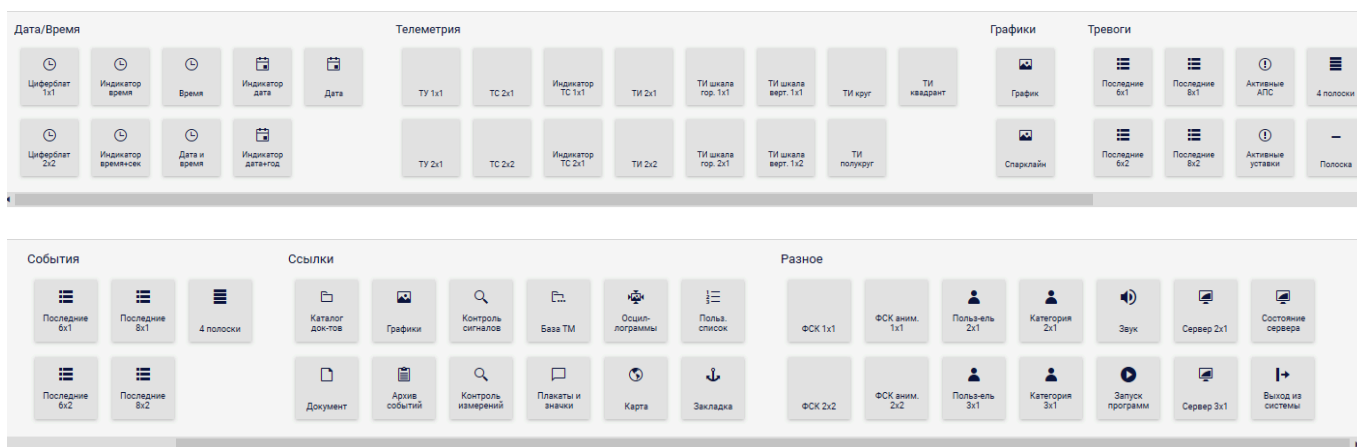 Дата/Время
Телеметрия
Графики
Тревоги
Циферблат
1x1
Индикатор
время
Время
Индикатор
дата
Дата
ТУ 1x1
ТС 2x1
Индикатор
ТС 1x1
ТИ 2x1
ТИ шкала
гор. 1x1
ТИ шкала
верт. 1x1
ТИ круг
ТИ
квадрант
График
Последние
6x1
Последние
8x1
Активные
АПС
4 полоски
Циферблат
2x2
Индикатор
время+сек
Дата и
время
Индикатор
дата+год
ТУ 2x1
ТС 2x2
Индикатор
ТС 2x1
ТИ 2x2
ТИ шкала
гор. 2x1
ТИ шкала
верт. 1x2
ТИ
полукруг
Спарклайн
Последние
6x2
Последние
8x2
Активные
уставки
Полоска
События
Ссылки
Разное
Последние
6x1
Последние
8x1
4 полоски
Каталог
док-тов
Графики
Контроль
сигналов
База ТМ
Осцил-
лограммы
Польз.
список
ФСК 1x1
ФСК аним.
1x1
Польз-ель
2x1
Категория
2x1
Звук
Сервер 2x1
Состояние
сервера
Последние
6x2
Последние
8x2
Документ
Архив
событий
Контроль
измерений
Плакаты и
значки
Карта
Закладка
ФСК 2x2
ФСК аним.
2x2
Польз-ель
3x1
Категория
3x1
Запуск
программ
Сервер 3x1
Выход из
системы